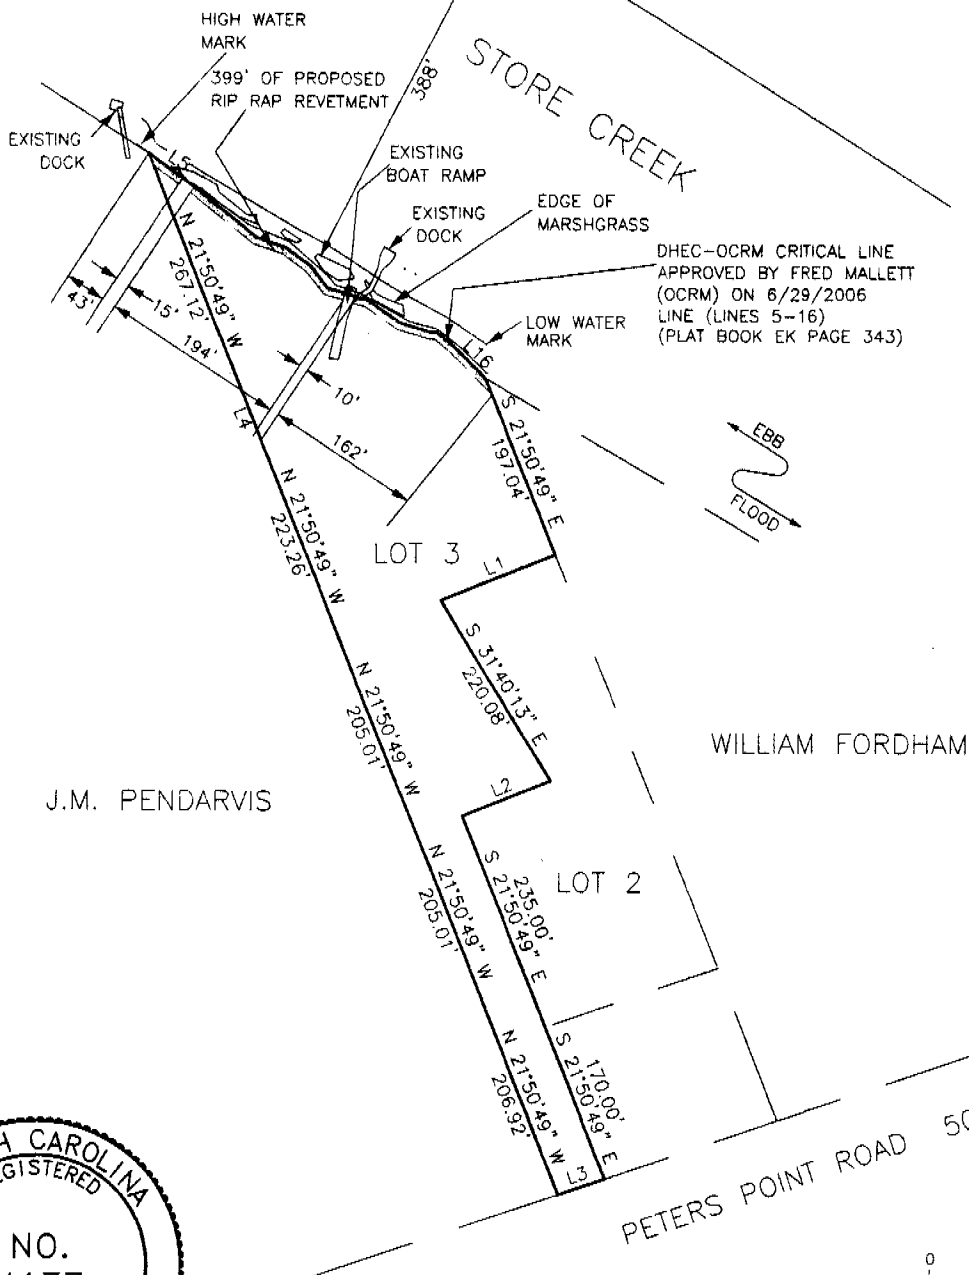 HIGH WATER
MARK
399' OF PROPOSED
RIP RAP REVETMENT
388'
STORE CREEK
EXISTING
DOCK
L5
EXISTING
BOAT RAMP
EXISTING
DOCK
EDGE OF
MARSHGRASS
DHEC-OCRM CRITICAL LINE
APPROVED BY FRED MALLETT
(OCRM) ON 6/29/2006
LINE (LINES 5-16)
(PLAT BOOK EK PAGE 343)
LOW WATER
MARK
L16
N 21°50'49" W
267.12'
43'
15'
194'
10'
L4
162'
S 21°50'49" E
197.04'
EBB
FLOOD
N 21°50'49" W
223.26'
LOT 3
L1
S 31°40'13" E
220.08'
N 21°50'49" W
205.01'
WILLIAM FORDHAM
J.M. PENDARVIS
L2
LOT 2
235.00'
S 21°50'49" E
N 21°50'49" W
205.01'
170.00'
S 21°50'49" E
N 21°50'49" W
206.92'
L3
PETERS POINT ROAD 50
CAROLINA
GISTERED
NO.
0